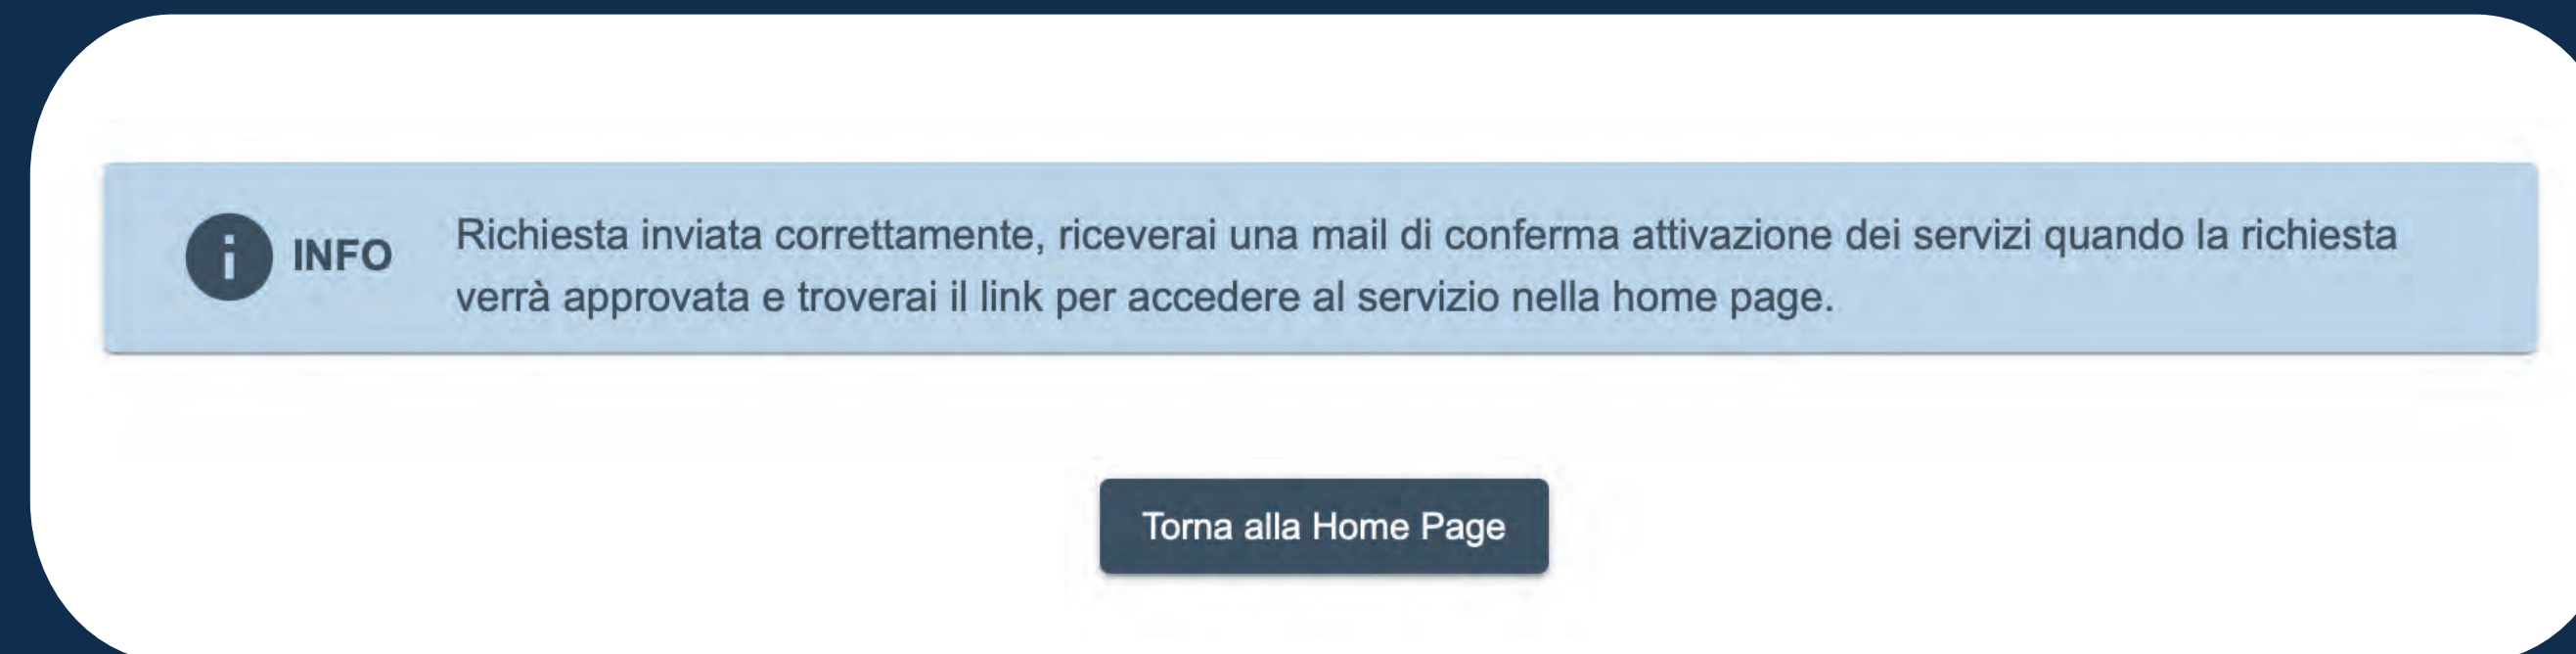 INFO
Richiesta inviata correttamente, riceverai una mail di conferma attivazione dei servizi quando la richiesta
verrà approvata e troverai il link per accedere al servizio nella home page.
Torna alla Home Page